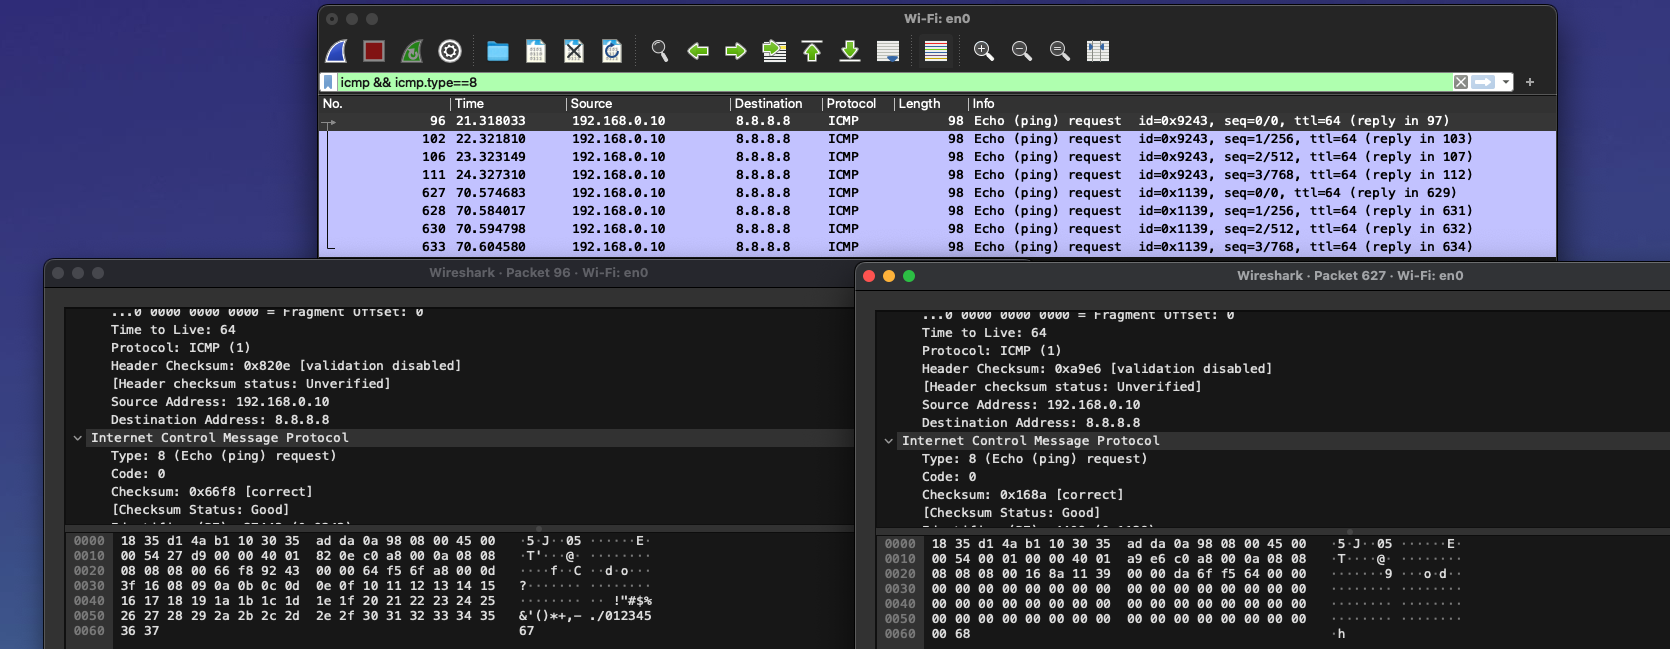 Wi-Fi: en0
icmp && icmp.type==8
No. Time Source Destination Protocol Length Info
96 21.318033 192.168.0.10 8.8.8.8 ICMP 98 Echo (ping) request id=0x9243, seq=0/0, ttl=64 (reply in 97)
102 22.321810 192.168.0.10 8.8.8.8 ICMP 98 Echo (ping) request id=0x9243, seq=1/256, ttl=64 (reply in 103)
106 23.323149 192.168.0.10 8.8.8.8 ICMP 98 Echo (ping) request id=0x9243, seq=2/512, ttl=64 (reply in 107)
111 24.327310 192.168.0.10 8.8.8.8 ICMP 98 Echo (ping) request id=0x9243, seq=3/768, ttl=64 (reply in 112)
627 70.574683 192.168.0.10 8.8.8.8 ICMP 98 Echo (ping) request id=0x1139, seq=0/0, ttl=64 (reply in 629)
628 70.584017 192.168.0.10 8.8.8.8 ICMP 98 Echo (ping) request id=0x1139, seq=1/256, ttl=64 (reply in 631)
630 70.594798 192.168.0.10 8.8.8.8 ICMP 98 Echo (ping) request id=0x1139, seq=2/512, ttl=64 (reply in 632)
633 70.604580 192.168.0.10 8.8.8.8 ICMP 98 Echo (ping) request id=0x1139, seq=3/768, ttl=64 (reply in 634)
Wireshark · Packet 96 · Wi-Fi: en0
...0 0000 0000 0000 = Fragment Offset: 0
Time to Live: 64
Protocol: ICMP (1)
Header Checksum: 0x820e [validation disabled]
[Header checksum status: Unverified]
Source Address: 192.168.0.10
Destination Address: 8.8.8.8
Internet Control Message Protocol
Type: 8 (Echo (ping) request)
Code: 0
Checksum: 0x66f8 [correct]
[Checksum Status: Good]
0000 18 35 d1 4a b1 10 30 35 ad da 0a 98 08 00 45 00 ·5·J··05 ······E·
0010 00 54 27 d9 00 00 40 01 82 0e c0 a8 00 0a 08 08 ·T'···@· ········
0020 08 08 08 00 66 f8 92 43 00 00 64 f5 6f a8 00 0d ····f··C ··d·o···
0030 3f 16 08 09 0a 0b 0c 0d 0e 0f 10 11 12 13 14 15 ?······· ········
0040 16 17 18 19 1a 1b 1c 1d 1e 1f 20 21 22 23 24 25 ········ ·· !"#$%
0050 26 27 28 29 2a 2b 2c 2d 2e 2f 30 31 32 33 34 35 &'()*+,- ./012345
0060 36 37 67
Wireshark · Packet 627 · Wi-Fi: en0
...0 0000 0000 0000 = Fragment Offset: 0
Time to Live: 64
Protocol: ICMP (1)
Header Checksum: 0xa9e6 [validation disabled]
[Header checksum status: Unverified]
Source Address: 192.168.0.10
Destination Address: 8.8.8.8
Internet Control Message Protocol
Type: 8 (Echo (ping) request)
Code: 0
Checksum: 0x168a [correct]
[Checksum Status: Good]
0000 18 35 d1 4a b1 10 30 35 ad da 0a 98 08 00 45 00 ·5·J··05 ······E·
0010 00 54 00 01 00 00 40 01 a9 e6 c0 a8 00 0a 08 08 ·T····@· ········
0020 08 08 08 00 16 8a 11 39 00 00 da 6f f5 64 00 00 ·······9 ···o·d··
0030 00 00 00 00 00 00 00 00 00 00 00 00 00 00 00 00 ········ ········
0040 00 00 00 00 00 00 00 00 00 00 00 00 00 00 00 00 ········ ········
0050 00 00 00 00 00 00 00 00 00 00 00 00 00 00 00 00 ········ ········
0060 00 68 ·h